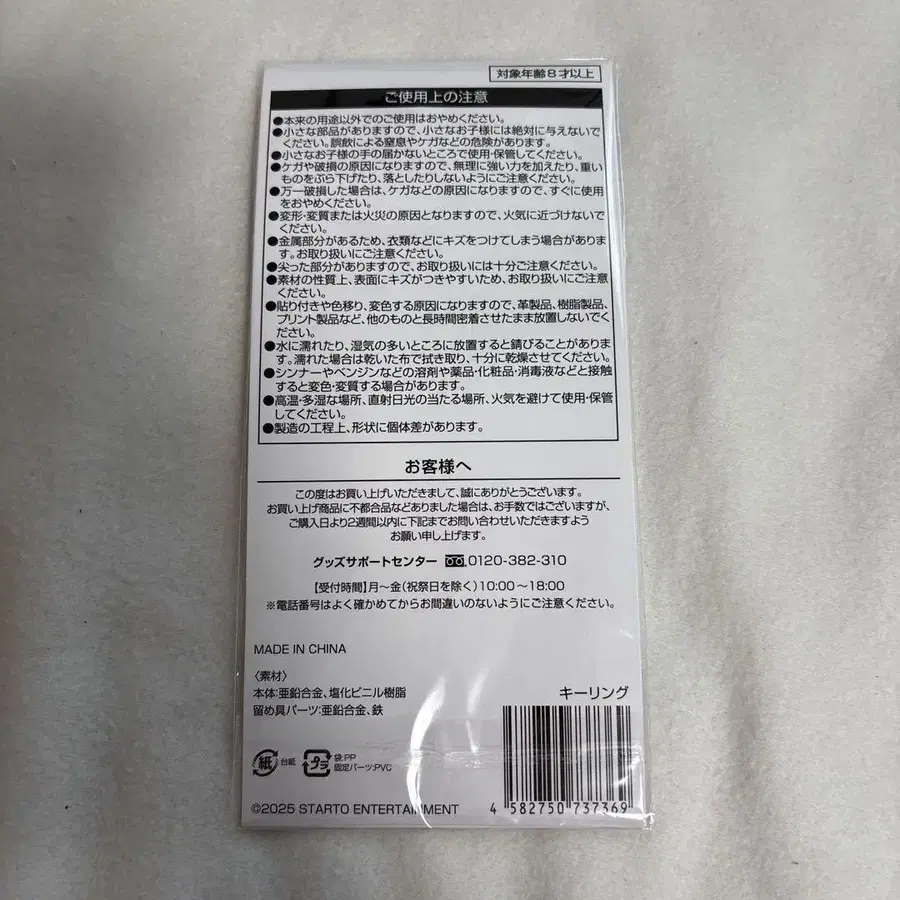 対象年齢8才以上
ご使用上の注意
●本来の用途以外でのご使用はおやめください。
●小さな部品がありますので、小さなお子様には絶対に与えないで
ください。誤飲による窒息やケガなどの危険があります。
●小さなお子様の手の届かないところで使用・保管してください。
●ケガや破損の原因になりますので、無理に強い力を加えたり、重い
ものをぶら下げたり、落としたりしないようにご注意ください。
●万一破損した場合は、ケガなどの原因になりますので、すぐに使用
をおやめください。
●変形・変質または火災の原因となりますので、火気に近づけないで
ください。
●金属部分があるため、衣類などにキズをつけてしまう場合がありま
す。お取り扱いにご注意ください。
●尖った部分がありますので、お取り扱いには十分ご注意ください。
●素材の性質上、表面にキズがつきやすいため、お取り扱いにご注意
ください。
●貼り付きや色移り、変色する原因になりますので、革製品、樹脂製品、
プリント製品など、他のものと長時間密着させたまま放置しないでく
ださい。
●水に濡れたり、湿気の多いところに放置すると錆びることがありま
す。濡れた場合は乾いた布で拭き取り、十分に乾燥させてください。
●シンナーやベンジンなどの溶剤や薬品・化粧品・消毒液などと接触
すると変色・変質する場合があります。
●高温・多湿な場所、直射日光の当たる場所、火気を避けて使用・保管
してください。
●製造の工程上、形状に個体差があります。
お客様へ
この度はお買い上げいただきまして、誠にありがとうございます。
お買い上げ商品に不都合品などありました場合は、お手数ではございますが、
ご購入日より2週間以内に下記までお問い合わせいただきますよう
お願い申し上げます。
グッズサポートセンター 0120-382-310
【受付時間】月〜金(祝祭日を除く)10:00〜18:00
※電話番号はよく確かめてからお間違いのないようにご注意ください。
MADE IN CHINA
〈素材〉
本体:亜鉛合金、塩化ビニル樹脂
留め具パーツ:亜鉛合金、鉄
キーリング
紙 台紙 プラ 袋:PP
固定パーツ:PVC
©2025 STARTO ENTERTAINMENT
4 582750 737369